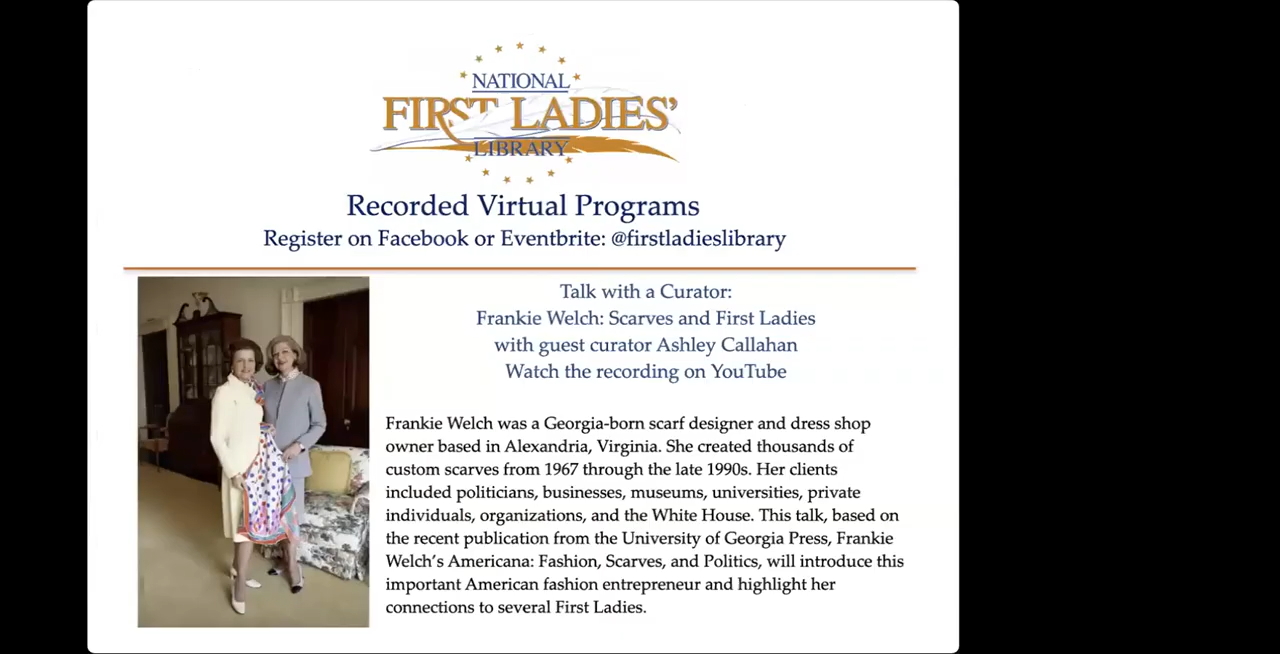 NATIONAL
FIRST LADIES'
LIBRARY
Recorded Virtual Programs
Register on Facebook or Eventbrite: @firstladieslibrary
Talk with a Curator:
Frankie Welch: Scarves and First Ladies
with guest curator Ashley Callahan
Watch the recording on YouTube
Frankie Welch was a Georgia-born scarf designer and dress shop
owner based in Alexandria, Virginia. She created thousands of
custom scarves from 1967 through the late 1990s. Her clients
included politicians, businesses, museums, universities, private
individuals, organizations, and the White House. This talk, based on
the recent publication from the University of Georgia Press, Frankie
Welch’s Americana: Fashion, Scarves, and Politics, will introduce this
important American fashion entrepreneur and highlight her
connections to several First Ladies.